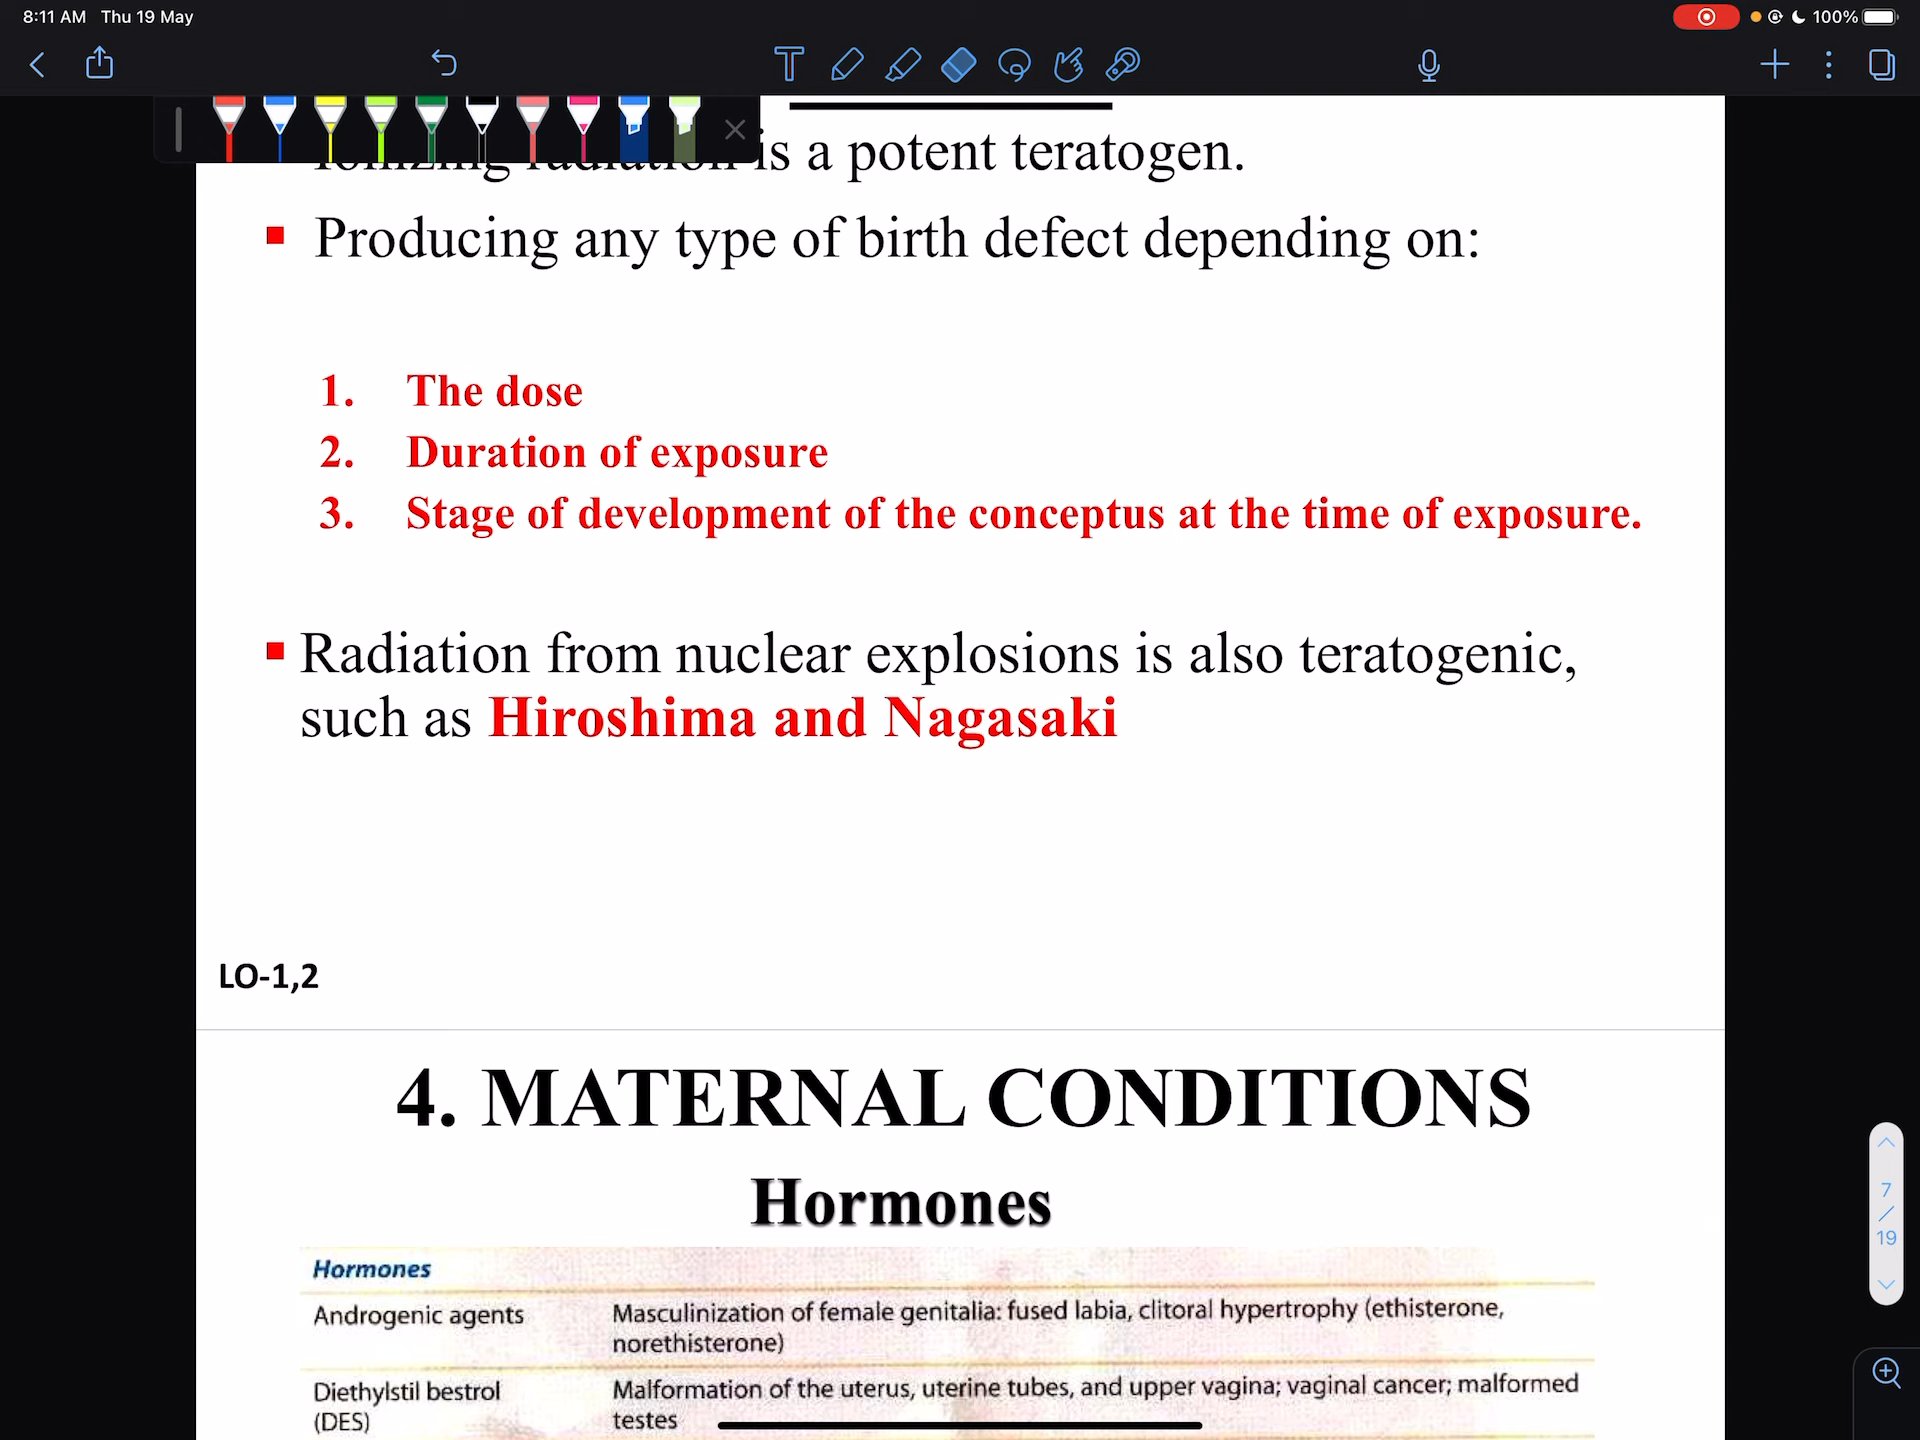 8:11 AM Thu 19 May
100%
Ionizing radiation is a potent teratogen.
▪ Producing any type of birth defect depending on:
1. The dose
2. Duration of exposure
3. Stage of development of the conceptus at the time of exposure.
▪ Radiation from nuclear explosions is also teratogenic,
such as Hiroshima and Nagasaki
LO-1,2
4. MATERNAL CONDITIONS
Hormones
Hormones
Androgenic agents Masculinization of female genitalia: fused labia, clitoral hypertrophy (ethisterone,
norethisterone)
Diethylstil bestrol Malformation of the uterus, uterine tubes, and upper vagina; vaginal cancer; malformed
(DES) testes
7
/
19